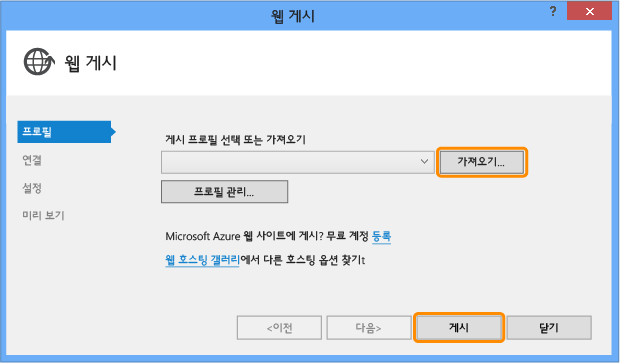 웹 게시
?
웹 게시
프로필
연결
설정
미리 보기
게시 프로필 선택 또는 가져오기
가져오기...
프로필 관리...
Microsoft Azure 웹 사이트에 게시? 무료 계정 등록
웹 호스팅 갤러리에서 다른 호스팅 옵션 찾기t
<이전
다음>
게시
닫기